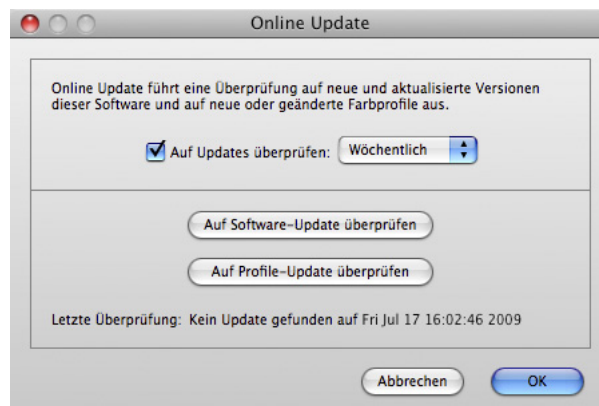 Online Update
Online Update führt eine Überprüfung auf neue und aktualisierte Versionen
dieser Software und auf neue oder geänderte Farbprofile aus.
Auf Updates überprüfen: Wöchentlich
Auf Software-Update überprüfen
Auf Profile-Update überprüfen
Letzte Überprüfung: Kein Update gefunden auf Fri Jul 17 16:02:46 2009
Abbrechen OK